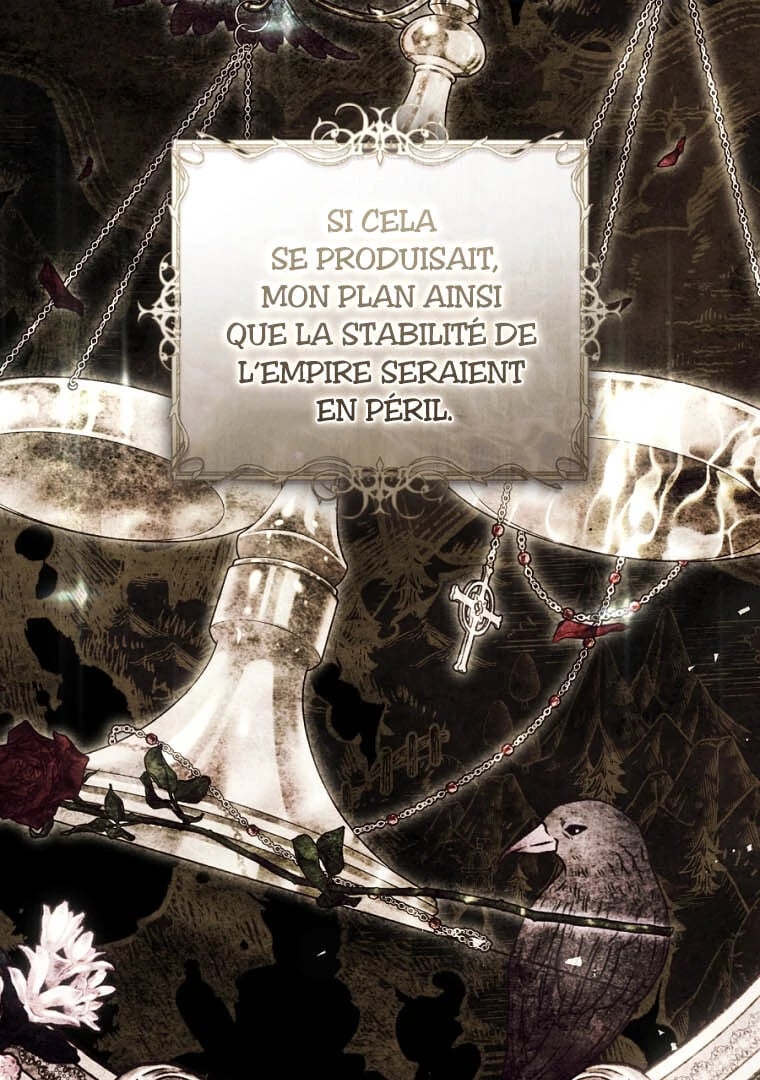 SI CELA
SE PRODUISAIT,
MON PLAN AINSI
QUE LA STABILITÉ DE
L'EMPIRE SERAIENT
EN PÉRIL.